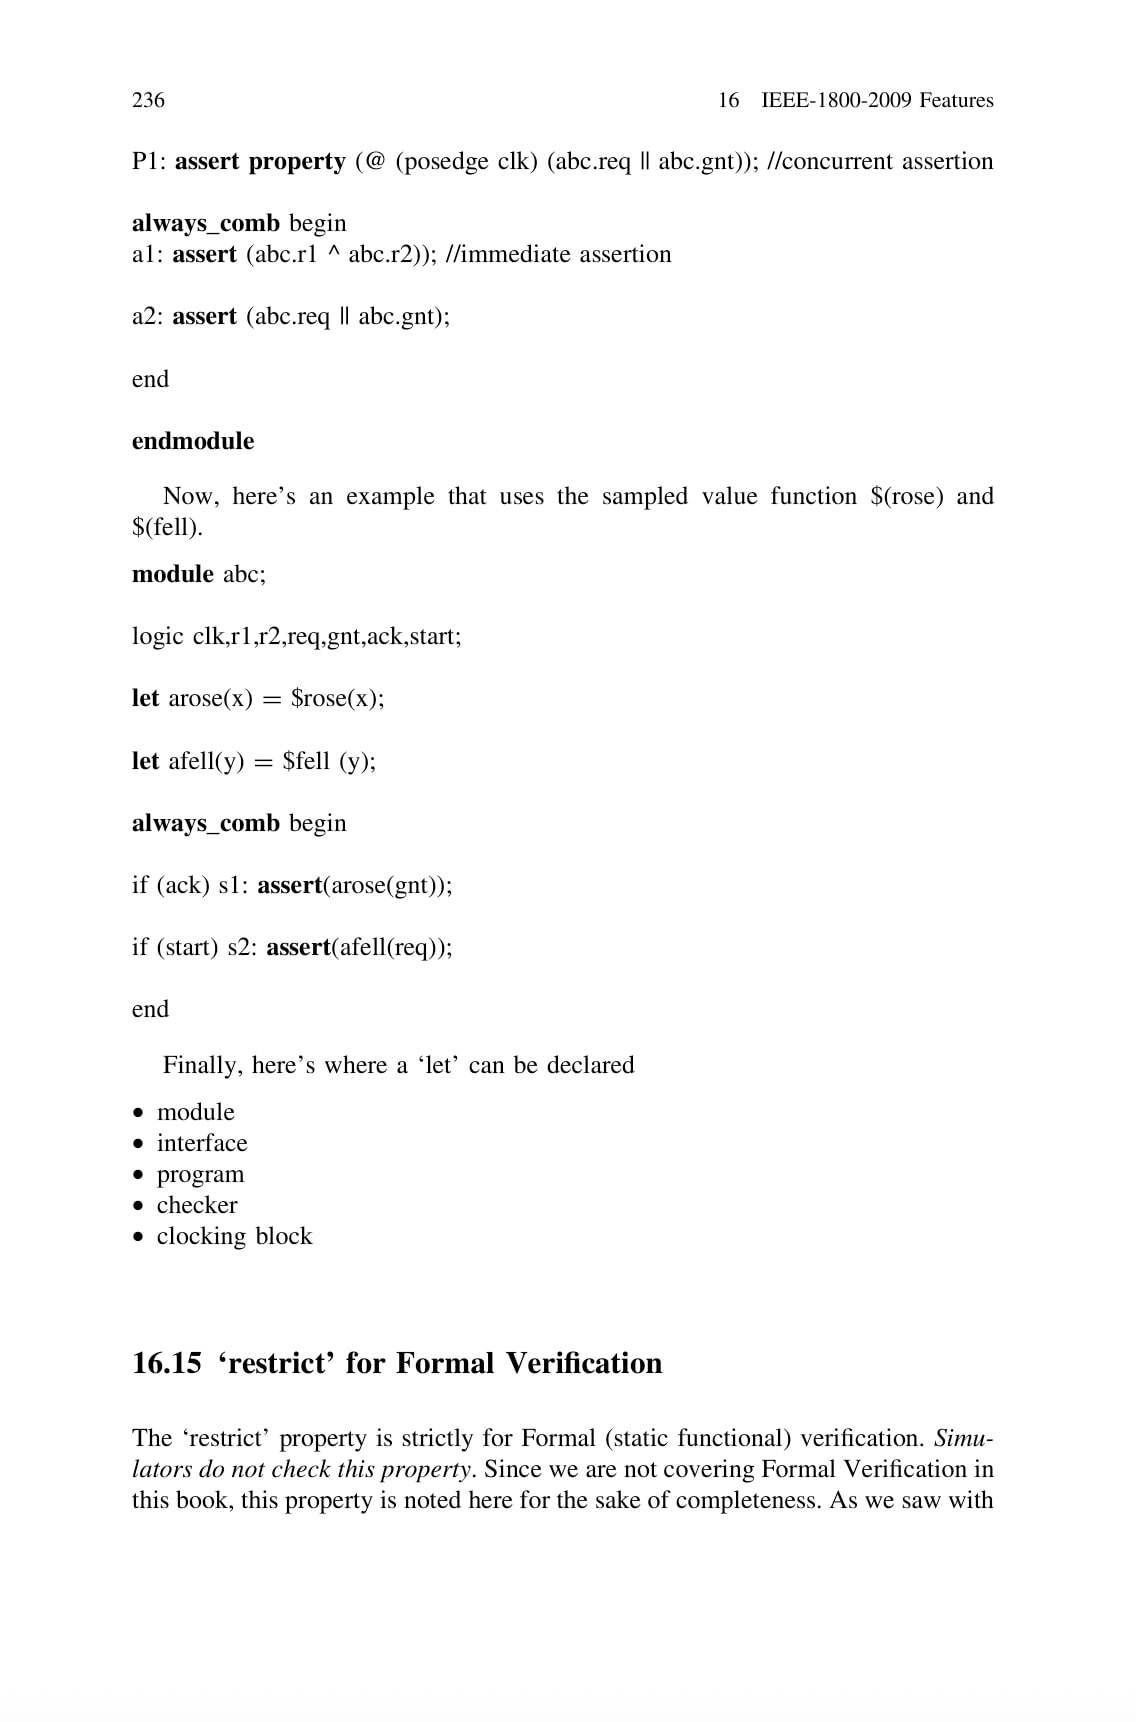 236
16 IEEE-1800-2009 Features
P1: assert property (@ (posedge clk) (abc.req || abc.gnt)); //concurrent assertion
always_comb begin
a1: assert (abc.r1 ^ abc.r2)); //immediate assertion
a2: assert (abc.req || abc.gnt);
end
endmodule
Now, here’s an example that uses the sampled value function $(rose) and
$(fell).
module abc;
logic clk,r1,r2,req,gnt,ack,start;
let arose(x) = $rose(x);
let afell(y) = $fell (y);
always_comb begin
if (ack) s1: assert(arose(gnt));
if (start) s2: assert(afell(req));
end
Finally, here’s where a ‘let’ can be declared
• module
• interface
• program
• checker
• clocking block
16.15 ‘restrict’ for Formal Verification
The ‘restrict’ property is strictly for Formal (static functional) verification. Simu-
lators do not check this property. Since we are not covering Formal Verification in
this book, this property is noted here for the sake of completeness. As we saw with